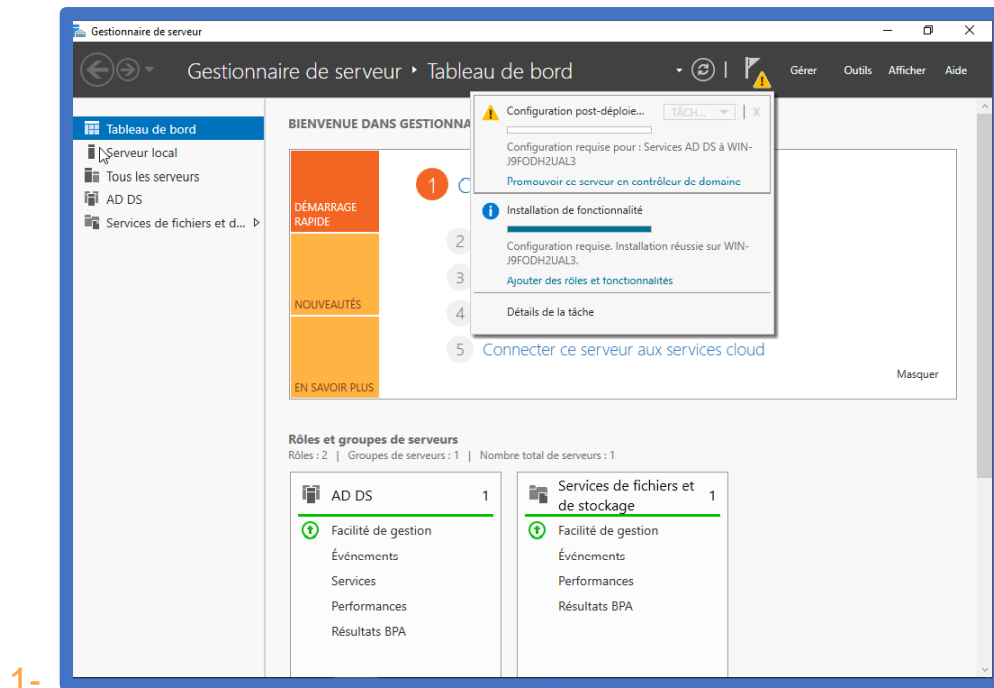 Gestionnaire de serveur
Gestionnaire de serveur ‣ Tableau de bord
Gérer Outils Afficher Aide
Tableau de bord
Serveur local
Tous les serveurs
AD DS
Services de fichiers et d...
BIENVENUE DANS GESTIONNA
DÉMARRAGE
RAPIDE
NOUVEAUTÉS
EN SAVOIR PLUS
1 C
2
3
4
5 Connecter ce serveur aux services cloud
Masquer
Configuration post-déploie... TÂCH... X
Configuration requise pour : Services AD DS à WIN-
J9FODH2UAL3
Promouvoir ce serveur en contrôleur de domaine
Installation de fonctionnalité
Configuration requise. Installation réussie sur WIN-
J9FODH2UAL3.
Ajouter des rôles et fonctionnalités
Détails de la tâche
Rôles et groupes de serveurs
Rôles : 2 | Groupes de serveurs : 1 | Nombre total de serveurs : 1
AD DS 1
Facilité de gestion
Événements
Services
Performances
Résultats BPA
Services de fichiers et
de stockage 1
Facilité de gestion
Événements
Performances
Résultats BPA
1-